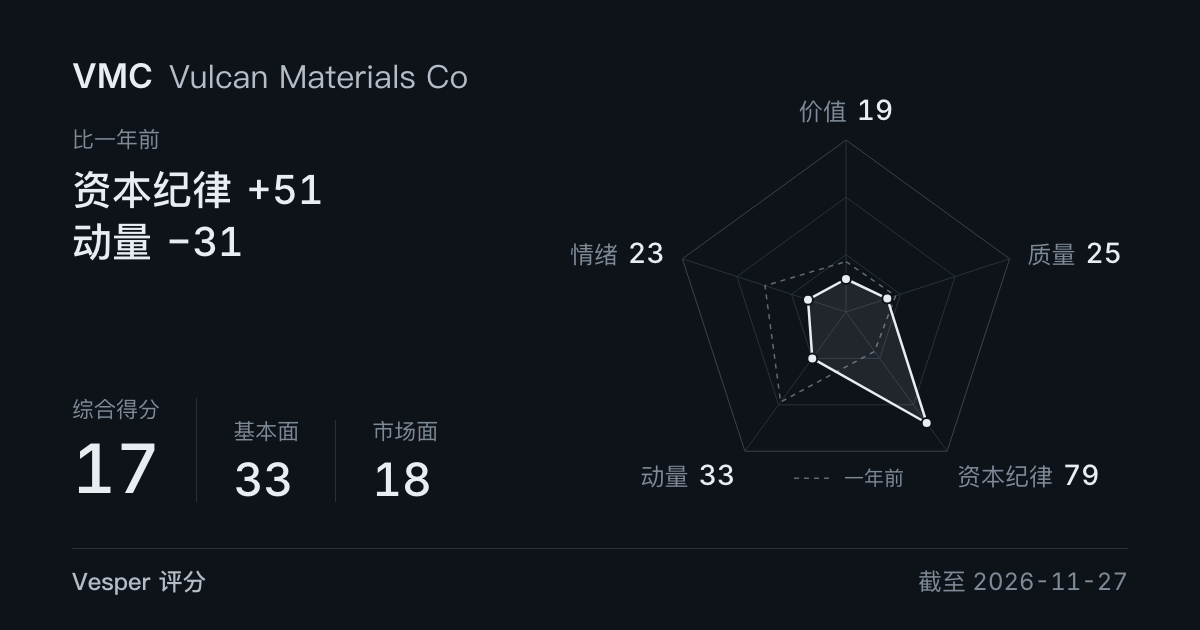 VMC Vulcan Materials Co
比一年前
资本纪律 +51
动量 −31
综合得分
17
基本面
33
市场面
18
价值 19
情绪 23
质量 25
动量 33
---- 一年前
资本纪律 79
Vesper 评分
截至 2026-11-27